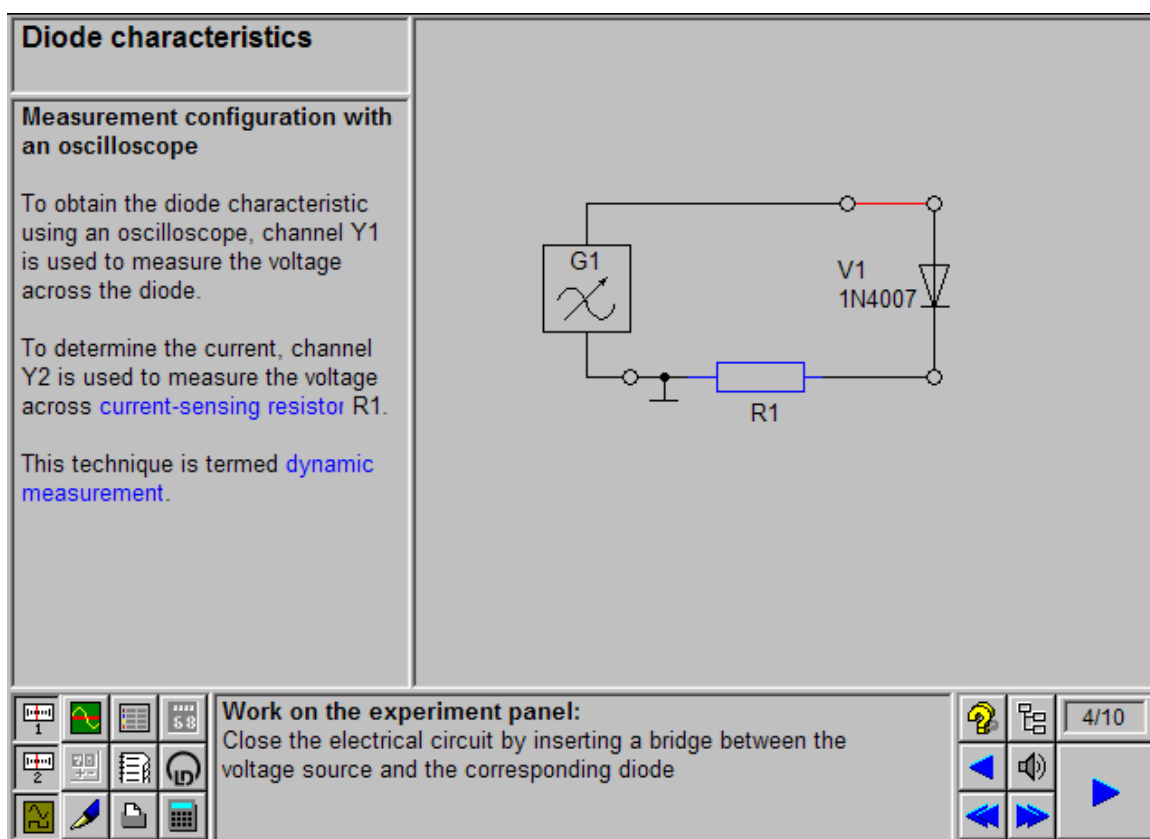 Diode characteristics
Measurement configuration with
an oscilloscope
To obtain the diode characteristic
using an oscilloscope, channel Y1
is used to measure the voltage
across the diode.
To determine the current, channel
Y2 is used to measure the voltage
across current-sensing resistor R1.
This technique is termed dynamic
measurement.
G1
V1
1N4007
R1
1
68
2
Work on the experiment panel:
Close the electrical circuit by inserting a bridge between the
voltage source and the corresponding diode
4/10